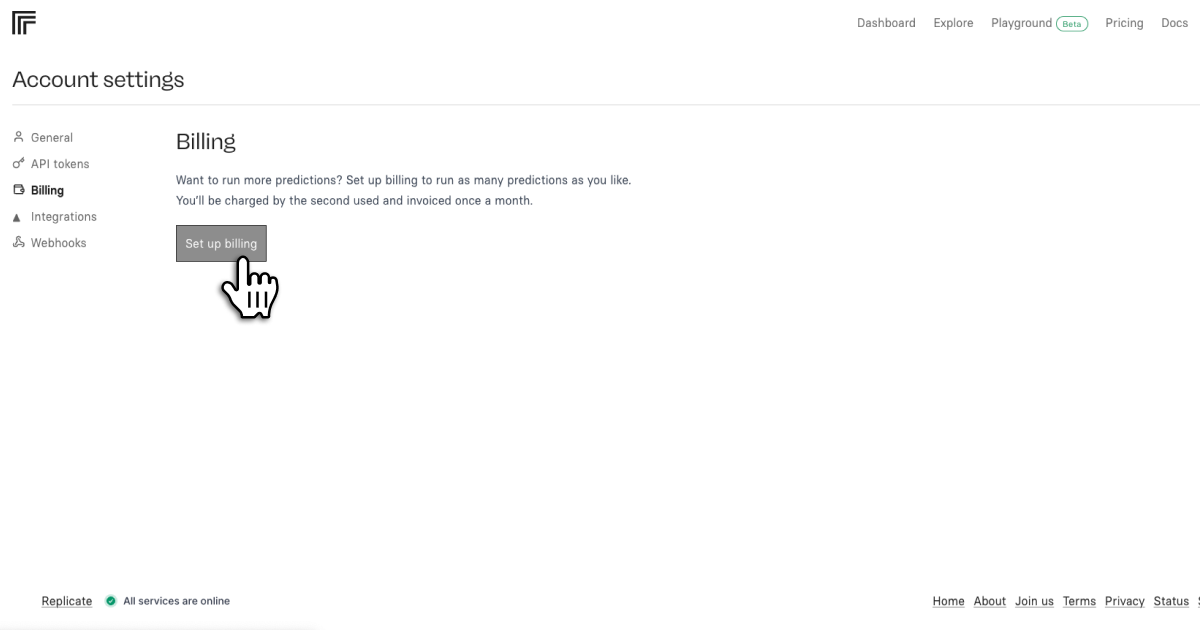 Dashboard Explore Playground Beta Pricing Docs
Account settings
General
API tokens
Billing
Integrations
Webhooks
Billing
Want to run more predictions? Set up billing to run as many predictions as you like.
You'll be charged by the second used and invoiced once a month.
Set up billing
Replicate All services are online
Home About Join us Terms Privacy Status